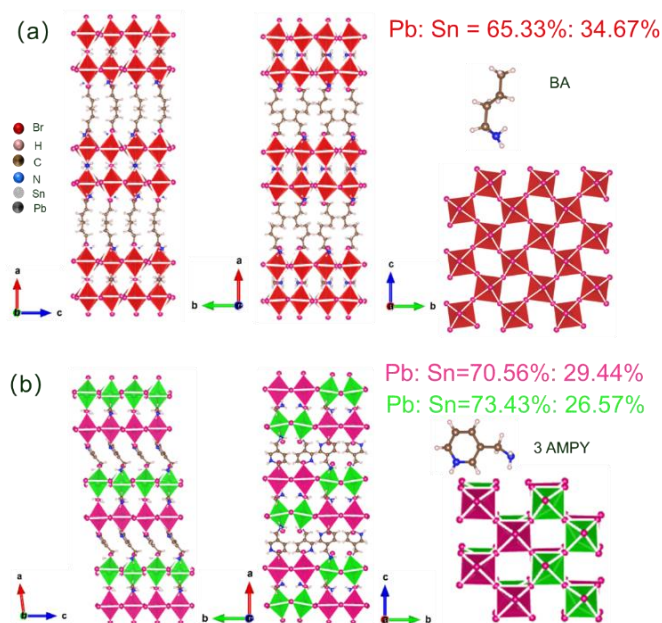 (a)
Pb: Sn = 65.33%: 34.67%
BA
Br
H
C
N
Sn
Pb
a
c
a
b
c
b
(b)
Pb: Sn=70.56%: 29.44%
Pb: Sn=73.43%: 26.57%
3 AMPY
a
c
a
b
c
b